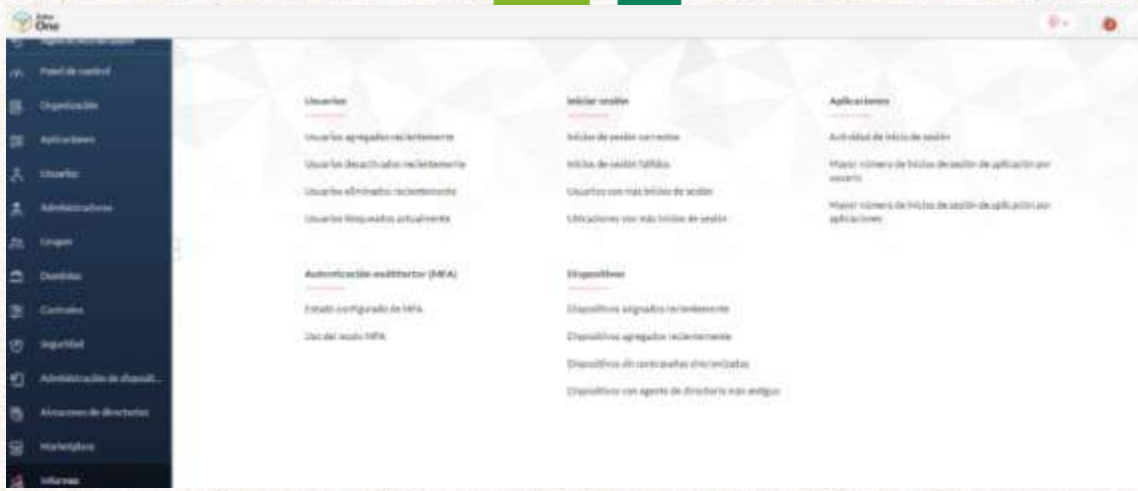 Zoho
One
Panel de control
Organización
Aplicaciones
Usuarios
Administradores
Grupos
Dominios
Controles
Seguridad
Administración de disposit...
Almacenes de directorios
Marketplace
Informes
Usuarios
Usuarios agregados recientemente
Usuarios desactivados recientemente
Usuarios eliminados recientemente
Usuarios bloqueados actualmente
Iniciar sesión
Inicios de sesión correctos
Inicios de sesión fallidos
Usuarios con más inicios de sesión
Ubicaciones con más inicios de sesión
Aplicaciones
Actividad de inicio de sesión
Mayor número de inicios de sesión de aplicación por
usuario
Mayor número de inicios de sesión de aplicación por
aplicaciones
Autenticación multifactor (MFA)
Estado configurado de MFA
Uso del modo MFA
Dispositivos
Dispositivos asignados recientemente
Dispositivos agregados recientemente
Dispositivos sin contraseñas sincronizadas
Dispositivos con agente de directorio más antiguo